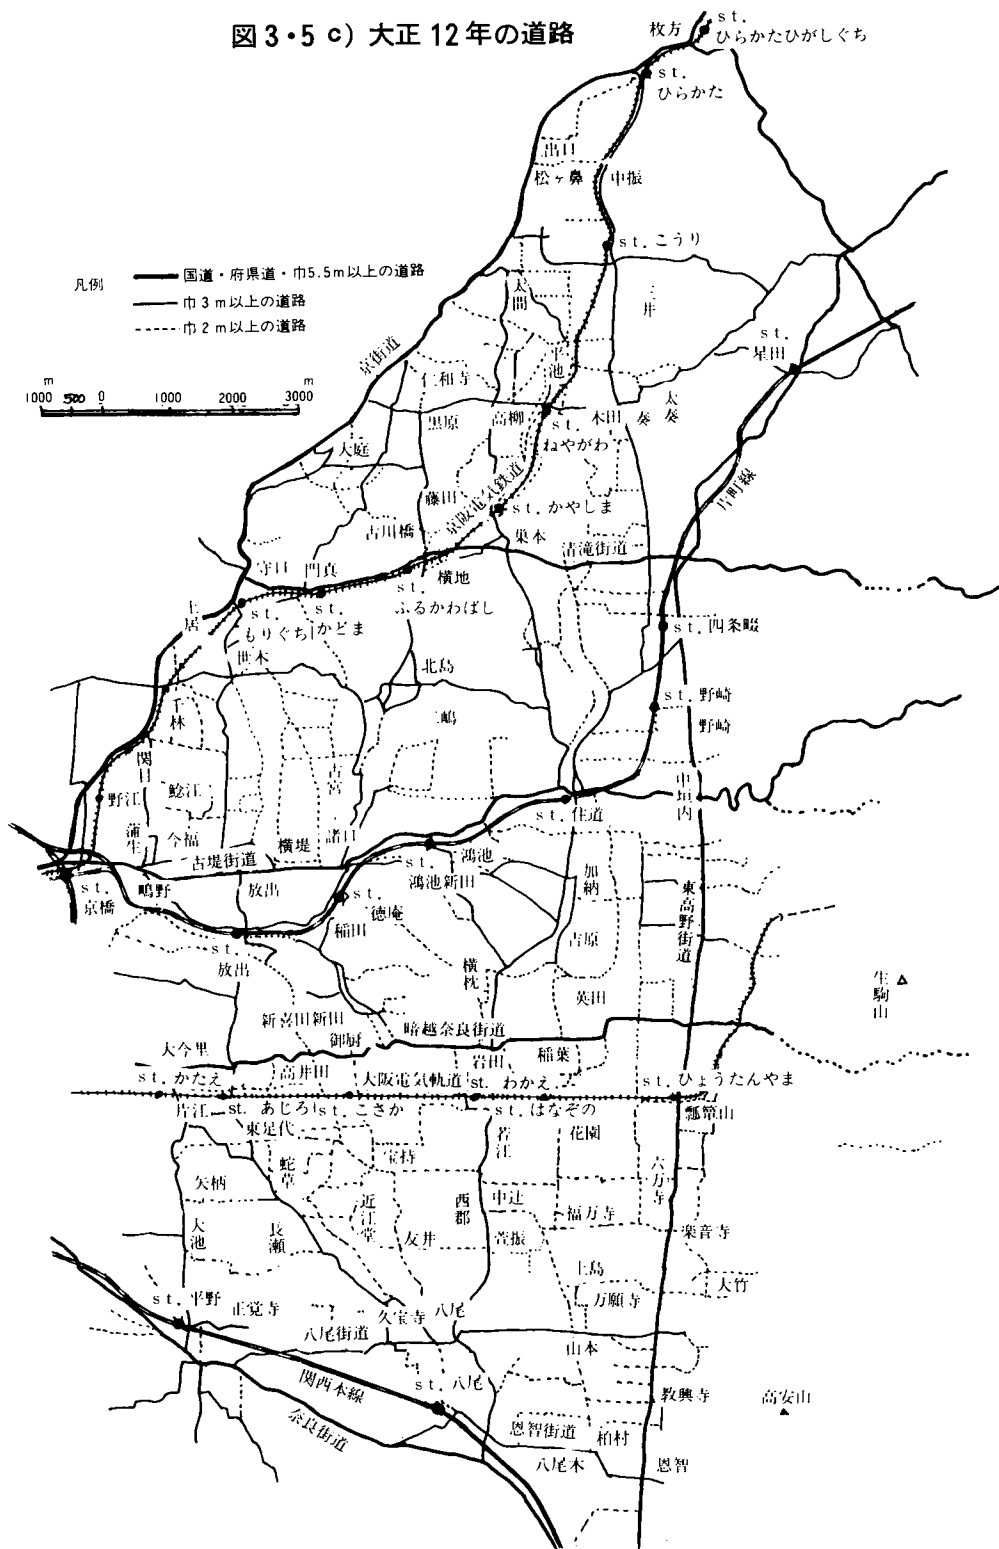 図3・5 c) 大正12年の道路
枚方
st.
ひらかたひがしぐち
st.
ひらかた
出口
松ヶ鼻
中振
st. こうり
凡例
国道・府県道・巾5.5m以上の道路
巾3m以上の道路
巾2m以上の道路
太間
三井
京街道
平池
st.
星田
仁和寺
m
m
1000 500 0 1000 2000 3000
黒原
高柳
木田
秦
太秦
st.
ねやがわ
大庭
片町線
藤田
京阪電気鉄道
st. かやしま
古川橋
巣本
清滝街道
守口
門真
横地
st.
ふるかわばし
土居
st.
もりぐち
st.
かどま
世木
st. 四条畷
北島
st. 野崎
野崎
千林
二嶋
関目
古宮
中垣内
野江
鯰江
蒲生
今福
横堤
諸口
st. 住道
古堤街道
st.
鴻池
鴻池新田
加納
st.
京橋
鴫野
放出
st.
徳庵
稲田
東高野街道
st.
放出
古原
横枕
英田
生駒山
新喜田新田
御厨
暗越奈良街道
大今里
岩田
稲葉
高井田
st. かたえ
大阪電気軌道
st. わかえ
st. ひょうたんやま
片江
st. あじろ
st. こさか
st. はなぞの
瓢箪山
東足代
若江
花園
蛇草
宝持
六万寺
矢柄
近江堂
西郡
中辻
福万寺
大池
長瀬
友井
萱振
楽音寺
上島
大竹
万願寺
st. 平野
正覚寺
久宝寺
八尾
八尾街道
山本
関西本線
st. 八尾
教興寺
高安山
奈良街道
恩智街道
柏村
八尾木
恩智